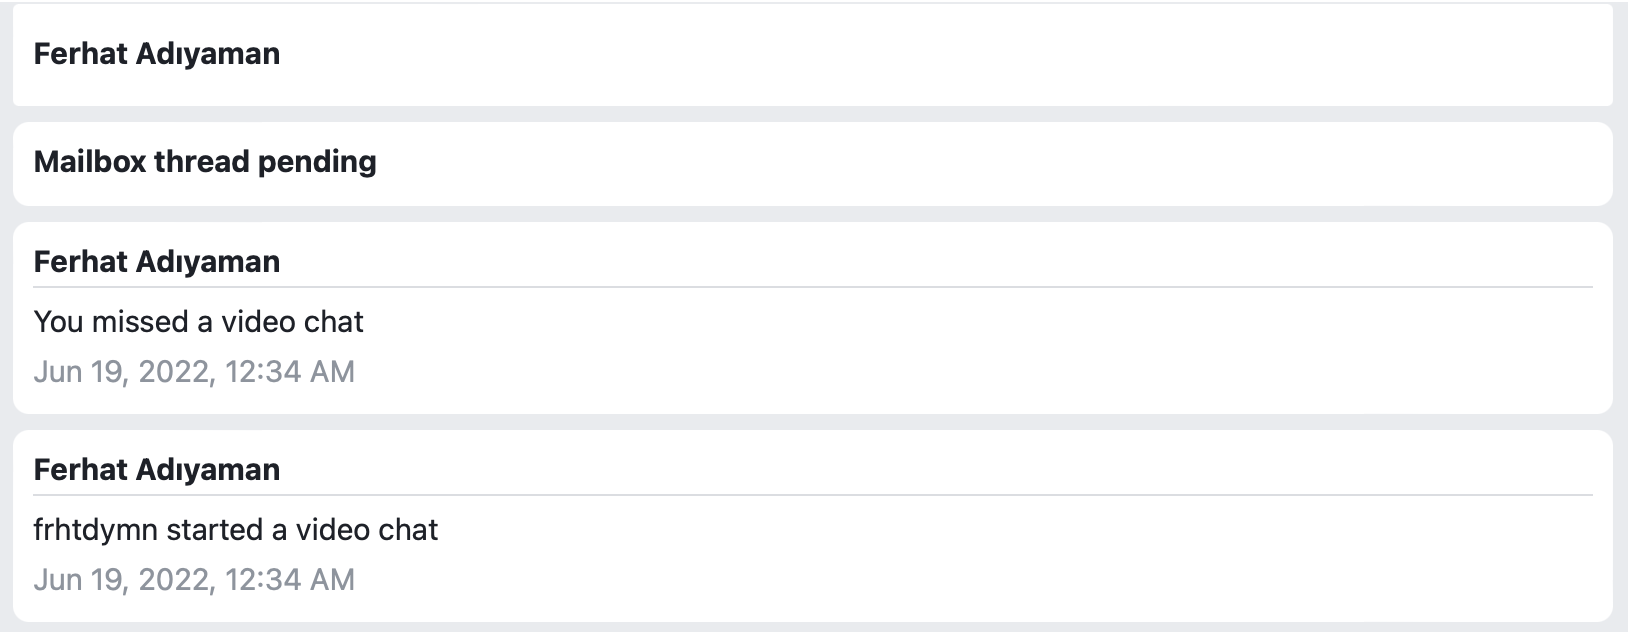 Ferhat Adıyaman
Mailbox thread pending
Ferhat Adıyaman
You missed a video chat
Jun 19, 2022, 12:34 AM
Ferhat Adıyaman
frhtdymn started a video chat
Jun 19, 2022, 12:34 AM